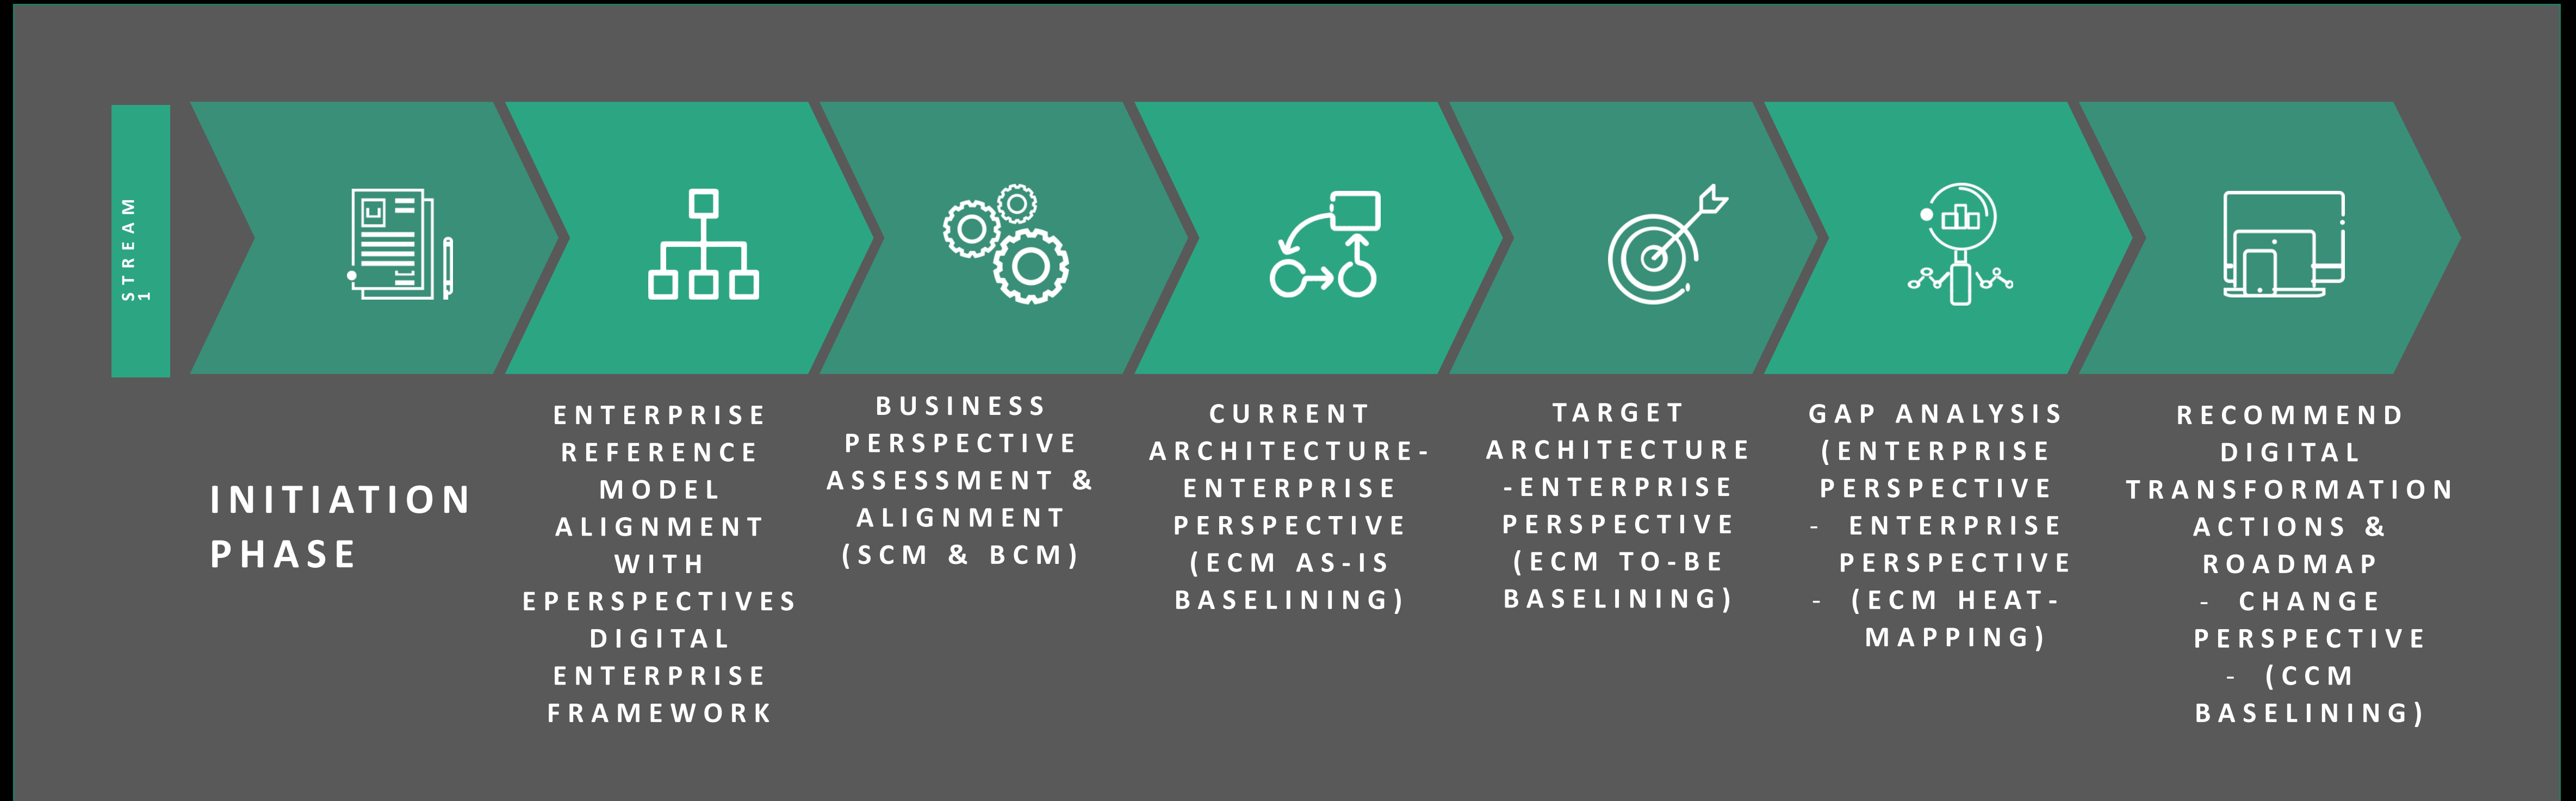 STREAM
1
INITIATION
PHASE
ENTERPRISE
REFERENCE
MODEL
ALIGNMENT
WITH
EPERSPECTIVES
DIGITAL
ENTERPRISE
FRAMEWORK
BUSINESS
PERSPECTIVE
ASSESSMENT &
ALIGNMENT
(SCM & BCM)
CURRENT
ARCHITECTURE-
ENTERPRISE
PERSPECTIVE
(ECM AS-IS
BASELINING)
TARGET
ARCHITECTURE
-ENTERPRISE
PERSPECTIVE
(ECM TO-BE
BASELINING)
GAP ANALYSIS
(ENTERPRISE
PERSPECTIVE
- ENTERPRISE
PERSPECTIVE
- (ECM HEAT-
MAPPING)
RECOMMEND
DIGITAL
TRANSFORMATION
ACTIONS &
ROADMAP
- CHANGE
PERSPECTIVE
- (CCM
BASELINING)